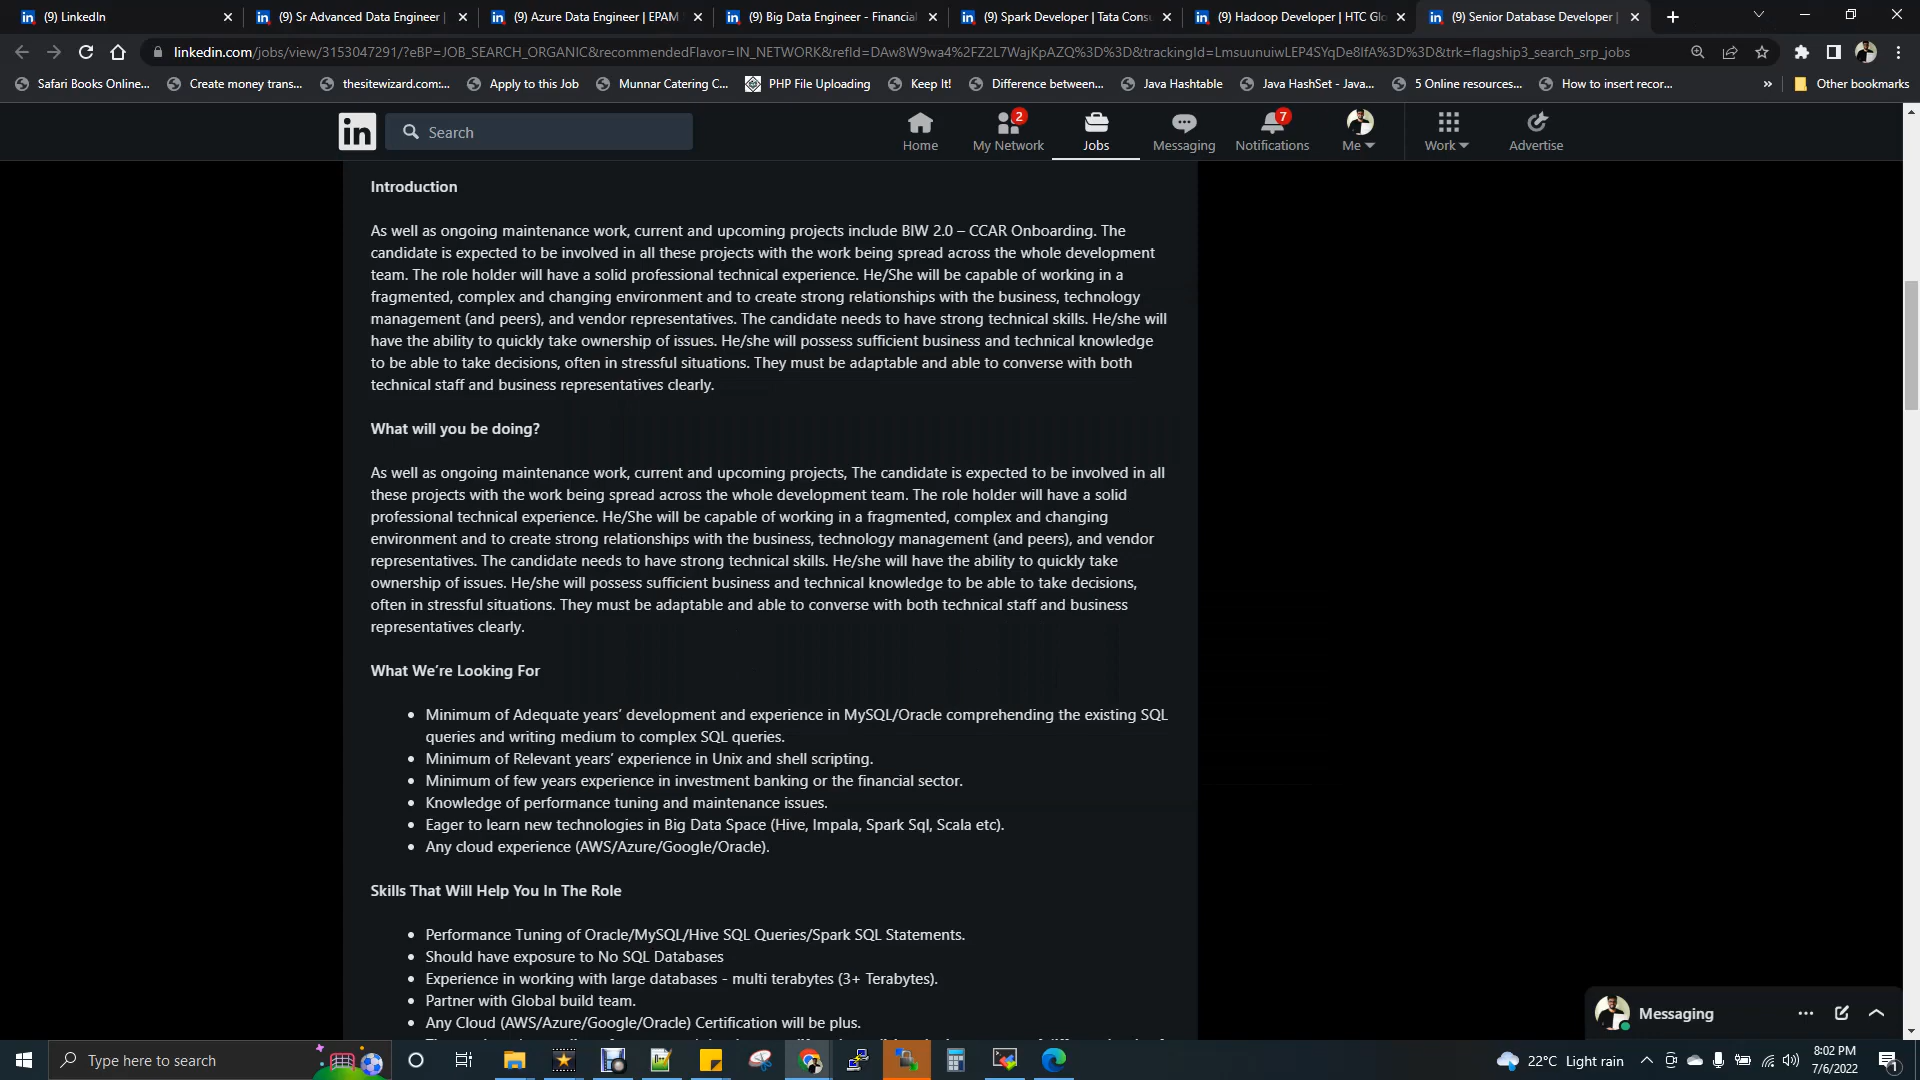 (9) LinkedIn
(9) Sr Advanced Data Engineer |
(9) Azure Data Engineer | EPAM
(9) Big Data Engineer - Financial
(9) Spark Developer | Tata Consu
(9) Hadoop Developer | HTC Glo
(9) Senior Database Developer |
linkedin.com/jobs/view/3153047291/?eBP=JOB_SEARCH_ORGANIC&recommendedFlavor=IN_NETWORK&refId=DAw8W9wa4%2FZ2L7WajKpAZQ%3D%3D&trackingId=LmsuunuiwLEP4SYqDe8IfA%3D%3D&trk=flagship3_search_srp_jobs
Safari Books Online...
Create money trans...
thesitewizard.com:...
Apply to this Job
Munnar Catering C...
PHP File Uploading
Keep It!
Difference between...
Java Hashtable
Java HashSet - Java...
5 Online resources...
How to insert recor...
»
Other bookmarks
in
Search
Home
2
My Network
Jobs
Messaging
7
Notifications
Me
Work
Advertise
Introduction
As well as ongoing maintenance work, current and upcoming projects include BIW 2.0 – CCAR Onboarding. The
candidate is expected to be involved in all these projects with the work being spread across the whole development
team. The role holder will have a solid professional technical experience. He/She will be capable of working in a
fragmented, complex and changing environment and to create strong relationships with the business, technology
management (and peers), and vendor representatives. The candidate needs to have strong technical skills. He/she will
have the ability to quickly take ownership of issues. He/she will possess sufficient business and technical knowledge
to be able to take decisions, often in stressful situations. They must be adaptable and able to converse with both
technical staff and business representatives clearly.
What will you be doing?
As well as ongoing maintenance work, current and upcoming projects, The candidate is expected to be involved in all
these projects with the work being spread across the whole development team. The role holder will have a solid
professional technical experience. He/She will be capable of working in a fragmented, complex and changing
environment and to create strong relationships with the business, technology management (and peers), and vendor
representatives. The candidate needs to have strong technical skills. He/she will have the ability to quickly take
ownership of issues. He/she will possess sufficient business and technical knowledge to be able to take decisions,
often in stressful situations. They must be adaptable and able to converse with both technical staff and business
representatives clearly.
What We’re Looking For
• Minimum of Adequate years’ development and experience in MySQL/Oracle comprehending the existing SQL
queries and writing medium to complex SQL queries.
• Minimum of Relevant years’ experience in Unix and shell scripting.
• Minimum of few years experience in investment banking or the financial sector.
• Knowledge of performance tuning and maintenance issues.
• Eager to learn new technologies in Big Data Space (Hive, Impala, Spark Sql, Scala etc).
• Any cloud experience (AWS/Azure/Google/Oracle).
Skills That Will Help You In The Role
• Performance Tuning of Oracle/MySQL/Hive SQL Queries/Spark SQL Statements.
• Should have exposure to No SQL Databases
• Experience in working with large databases - multi terabytes (3+ Terabytes).
• Partner with Global build team.
• Any Cloud (AWS/Azure/Google/Oracle) Certification will be plus.
Messaging
Type here to search
22°C Light rain
8:02 PM
7/6/2022
1